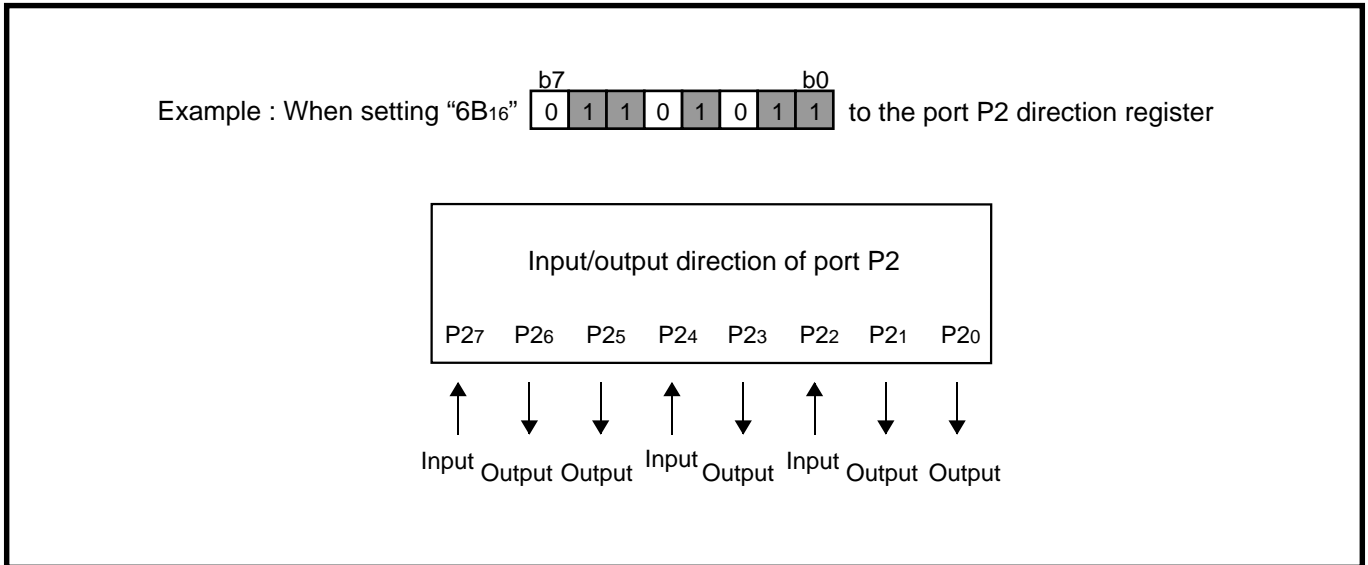 b7 b0
Example : When setting “6B16” 0 1 1 0 1 0 1 1 to the port P2 direction register
Input/output direction of port P2
P27 P26 P25 P24 P23 P22 P21 P20
Input Output Output Input Output Input Output Output